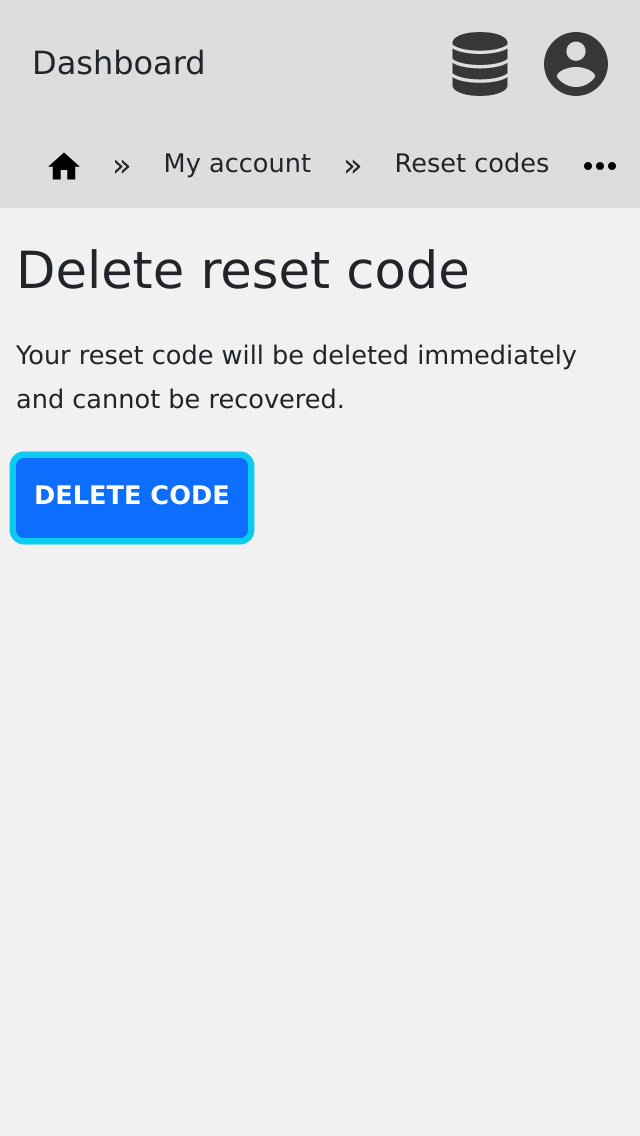 Dashboard
» My account » Reset codes •••
Delete reset code
Your reset code will be deleted immediately
and cannot be recovered.
DELETE CODE